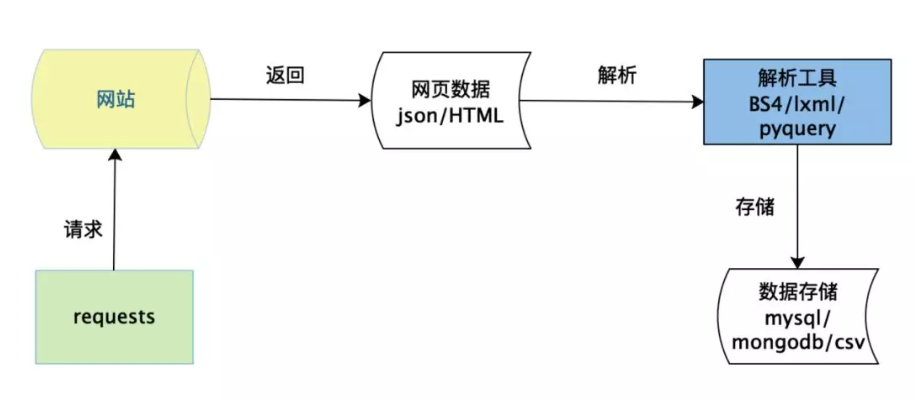 网站
返回
网页数据
json/HTML
解析
解析工具
BS4/lxml/
pyquery
请求
存储
requests
数据存储
mysql/
mongodb/csv